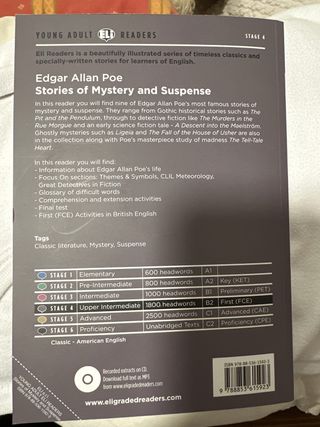 YOUNG ADULT ELI READERS
STAGE 4
Eli Readers is a beautifully illustrated series of timeless classics and
specially-written stories for learners of English.
Edgar Allan Poe
Stories of Mystery and Suspense
In this reader you will find nine of Edgar Allan Poe's most famous stories of
mystery and suspense. They range from Gothic historical stories such as The
Pit and the Pendulum, through to detective fiction like The Murders in the
Rue Morgue and an early science fiction tale - A Descent into the Maelström.
Ghostly mysteries such as Ligeia and The Fall of the House of Usher are also
in the collection along with Poe's masterpiece study of madness The Tell-Tale
Heart.
In this reader you will find:
- Information about Edgar Allan Poe's life
- Focus On sections: Themes & Symbols, CLIL Meteorology,
Great Detectives in Fiction
- Glossary of difficult words
- Comprehension and extension activities
- Final test
- First (FCE) Activities in British English
Tags
Classic literature, Mystery, Suspense
STAGE 1 Elementary 600 headwords A1
STAGE 2 Pre-Intermediate 800 headwords A2 Key (KET)
STAGE 3 Intermediate 1000 headwords B1 Preliminary (PET)
STAGE 4 Upper Intermediate 1800 headwords B2 First (FCE)
STAGE 5 Advanced 2500 headwords C1 Advanced (CAE)
STAGE 6 Proficiency Unabridged Texts C2 Proficiency (CPE)
Classic - American English
Recorded extracts on CD.
Download full text as MP3
www.eligradedreaders.com
9 788853 615923
YOUNG ADULT ELI READERS